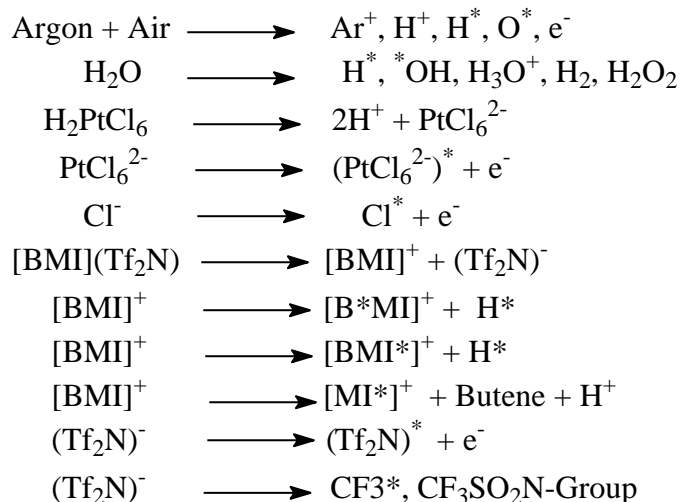 Argon + Air ⟶ Ar⁺, H⁺, H*, O*, e⁻
H₂O ⟶ H*, *OH, H₃O⁺, H₂, H₂O₂
H₂PtCl₆ ⟶ 2H⁺ + PtCl₆²⁻
PtCl₆²⁻ ⟶ (PtCl₆²⁻)* + e⁻
Cl⁻ ⟶ Cl* + e⁻
[BMI](Tf₂N) ⟶ [BMI]⁺ + (Tf₂N)⁻
[BMI]⁺ ⟶ [B*MI]⁺ + H*
[BMI]⁺ ⟶ [BMI*]⁺ + H*
[BMI]⁺ ⟶ [MI*]⁺ + Butene + H⁺
(Tf₂N)⁻ ⟶ (Tf₂N)* + e⁻
(Tf₂N)⁻ ⟶ CF3*, CF₃SO₂N-Group